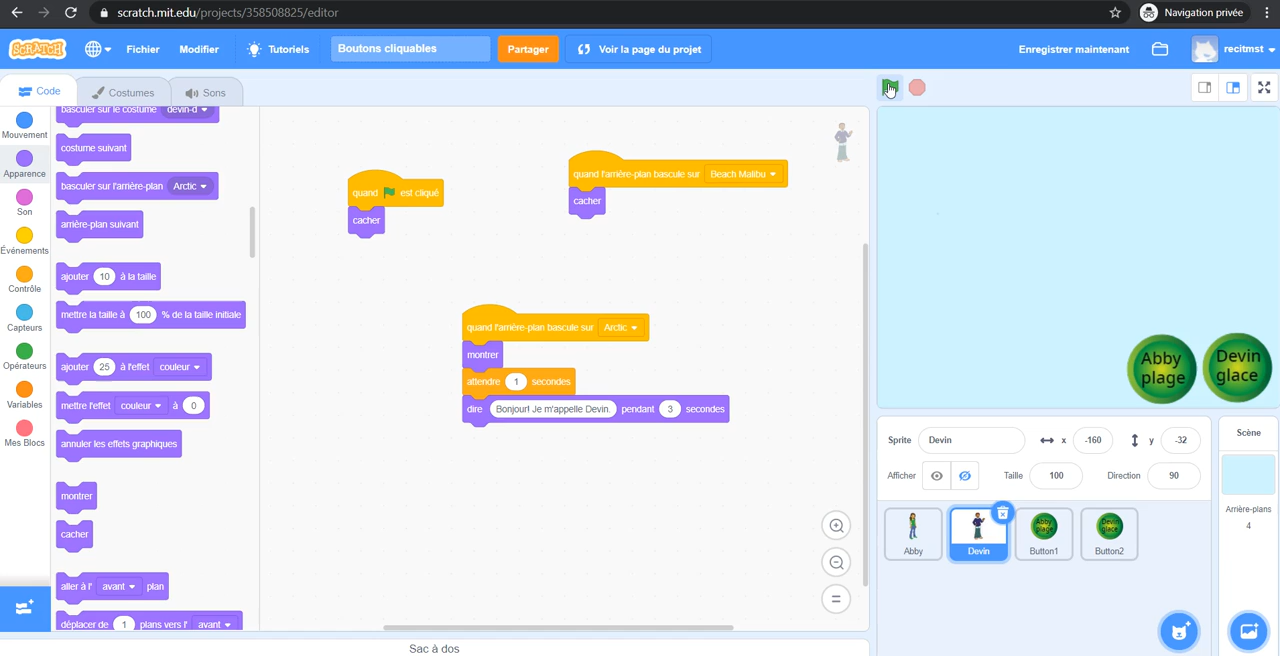 scratch.mit.edu/projects/358508825/editor
Navigation privée
SCRATCH
Fichier
Modifier
Tutoriels
Boutons cliquables
Partager
Voir la page du projet
Enregistrer maintenant
recitmst
Code
Costumes
Sons
Mouvement
Apparence
Son
Événements
Contrôle
Capteurs
Opérateurs
Variables
Mes Blocs
basculer sur le costume devin-d
costume suivant
basculer sur l'arrière-plan Arctic
arrière-plan suivant
ajouter 10 à la taille
mettre la taille à 100 % de la taille initiale
ajouter 25 à l'effet couleur
mettre l'effet couleur à 0
annuler les effets graphiques
montrer
cacher
aller à l' avant plan
déplacer de 1 plans vers l' avant
quand est cliqué
cacher
quand l'arrière-plan bascule sur Beach Malibu
cacher
quand l'arrière-plan bascule sur Arctic
montrer
attendre 1 secondes
dire Bonjour! Je m'appelle Devin. pendant 3 secondes
Sac à dos
Abby
plage
Devin
glace
Sprite Devin x -160 y -32
Afficher Taille 100 Direction 90
Abby
Devin
Abby
plage
Button1
Devin
glace
Button2
Scène
Arrière-plans
4